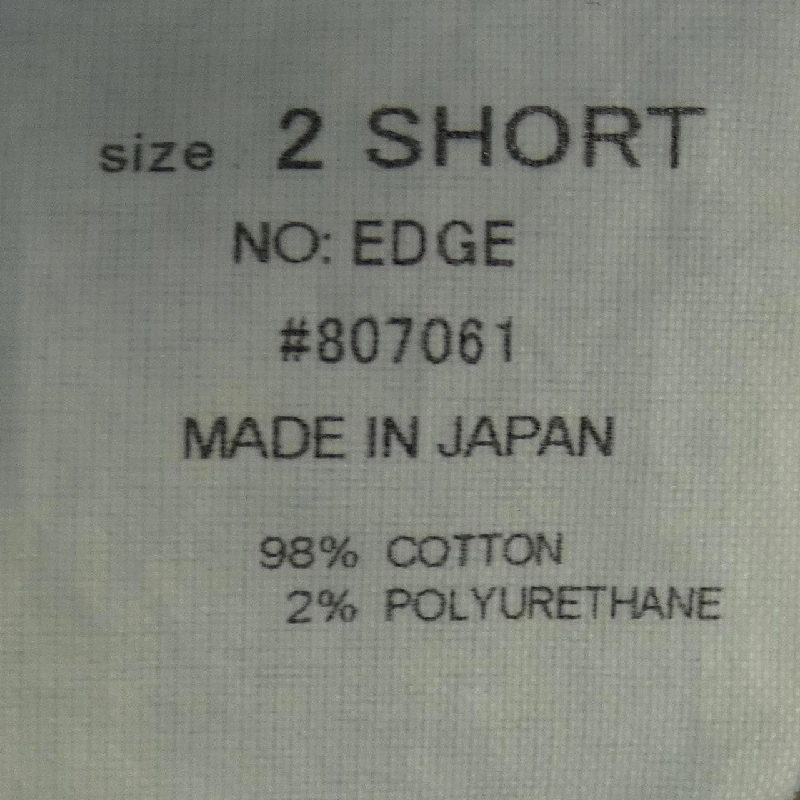 size 2 SHORT
NO: EDGE
#807061
MADE IN JAPAN
98% COTTON
2% POLYURETHANE